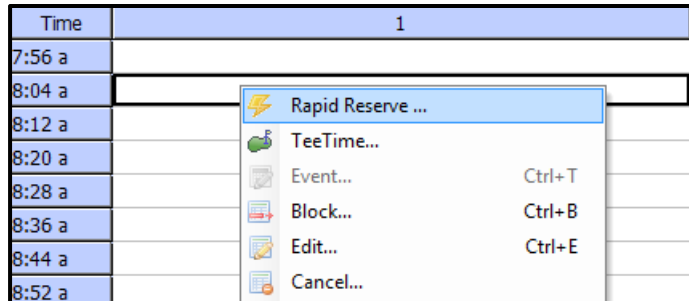 Time 1
7:56 a
8:04 a
Rapid Reserve ...
8:12 a
TeeTime...
8:20 a
Event... Ctrl+T
8:28 a
Block... Ctrl+B
8:36 a
Edit... Ctrl+E
8:44 a
Cancel...
8:52 a